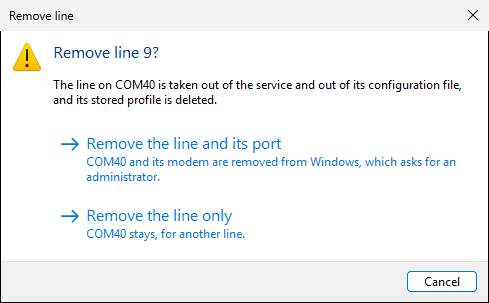 Remove line
Remove line 9?
The line on COM40 is taken out of the service and out of its configuration file,
and its stored profile is deleted.
Remove the line and its port
COM40 and its modem are removed from Windows, which asks for an
administrator.
Remove the line only
COM40 stays, for another line.
Cancel